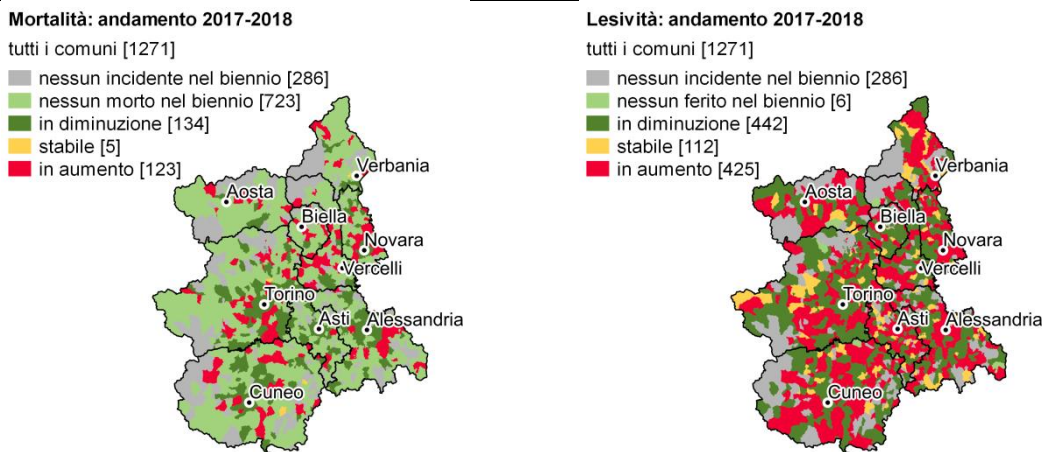 Mortalità: andamento 2017-2018
tutti i comuni [1271]
nessun incidente nel biennio [286]
nessun morto nel biennio [723]
in diminuzione [134]
stabile [5]
in aumento [123]
Verbania
Aosta
Biella
Novara
Vercelli
Torino
Asti
Alessandria
Cuneo
Lesività: andamento 2017-2018
tutti i comuni [1271]
nessun incidente nel biennio [286]
nessun ferito nel biennio [6]
in diminuzione [442]
stabile [112]
in aumento [425]
Verbania
Aosta
Biella
Novara
Vercelli
Torino
Asti
Alessandria
Cuneo